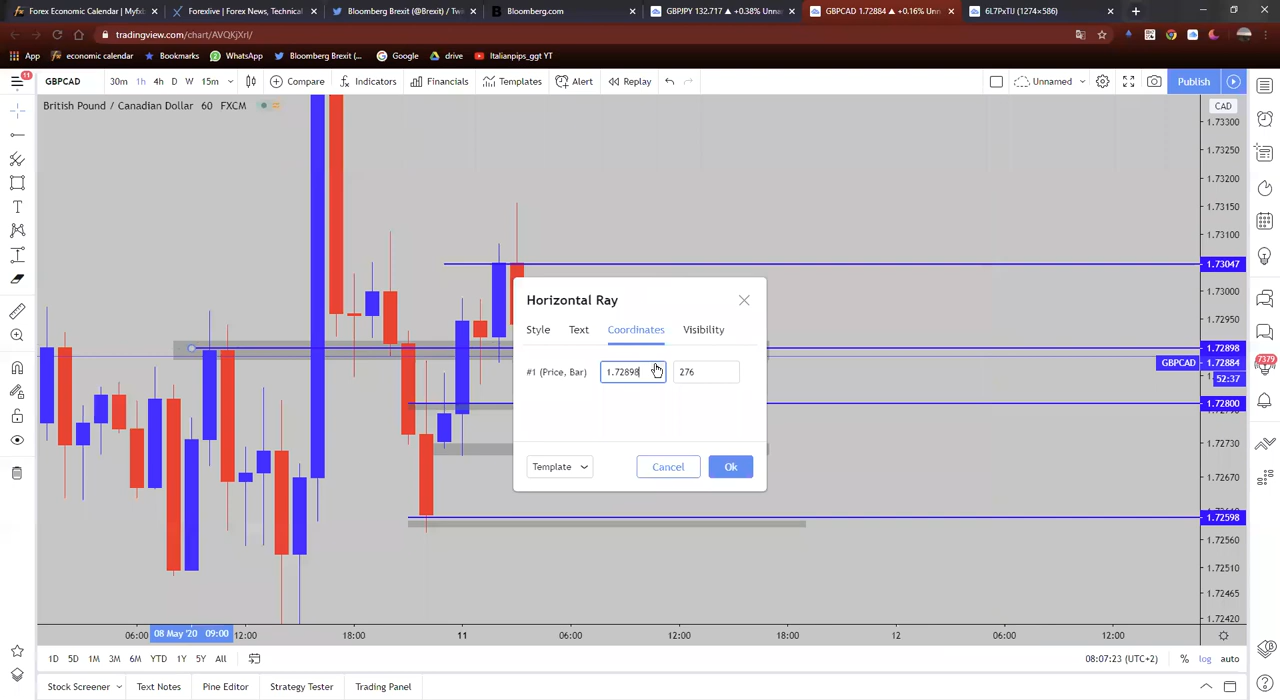 Forex Economic Calendar | Myfx
Forexlive | Forex News, Technical
Bloomberg Brexit (@Brexit) / Twi
Bloomberg.com
GBPJPY 132.717 ▲ +0.38% Unna
GBPCAD 1.72884 ▲ +0.16% Unn
6L7PxTU (1274×586)
tradingview.com/chart/AVQKjXrI/
App
economic calendar
Bookmarks
WhatsApp
Bloomberg Brexit (...
Google
drive
Italianpips_ggt YT
11
GBPCAD
30m
1h
4h
D
W
15m
Compare
Indicators
Financials
Templates
Alert
Replay
Unnamed
Publish
British Pound / Canadian Dollar 60 FXCM
CAD
1.73300
1.73250
1.73200
1.73150
1.73100
1.73047
1.73000
1.72950
1.72898
GBPCAD
1.72884
52:37
1.72800
1.72730
1.72670
1.72598
1.72560
1.72510
1.72465
1.72420
7379
Horizontal Ray
Style
Text
Coordinates
Visibility
#1 (Price, Bar)
1.72898
276
Template
Cancel
Ok
06:00
08 May '20 09:00
12:00
18:00
11
06:00
12:00
18:00
12
06:00
12:00
1D
5D
1M
3M
6M
YTD
1Y
5Y
All
08:07:23 (UTC+2)
%
log
auto
Stock Screener
Text Notes
Pine Editor
Strategy Tester
Trading Panel